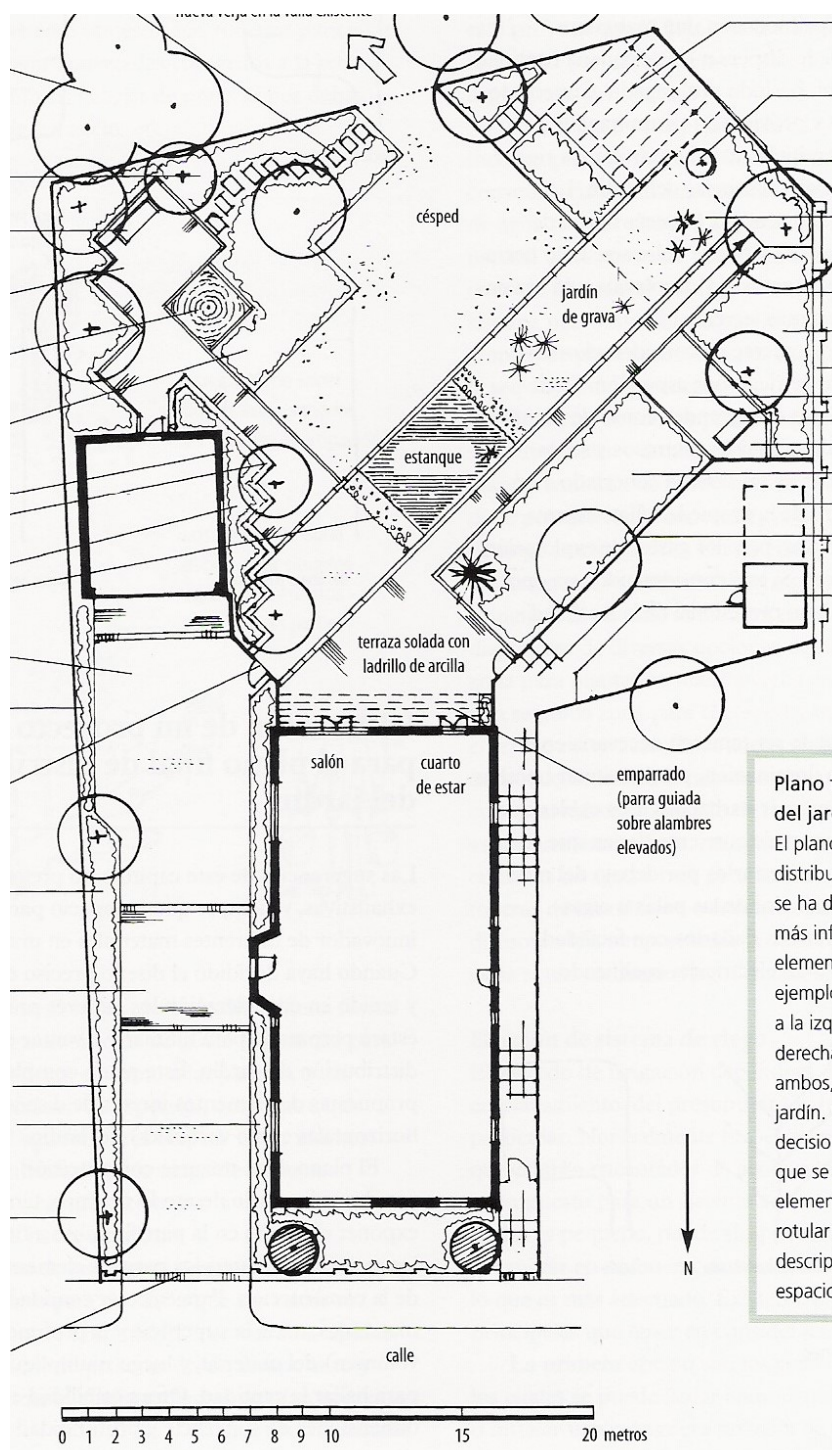 nueva verja en la valla existente
césped
jardín
de grava
estanque
terraza solada con
ladrillo de arcilla
salón
cuarto
de estar
emparrado
(parra guiada
sobre alambres
elevados)
Plano
del jar
El plano
distribu
se ha d
más inf
elemen
ejemplo
a la izq
derecha
ambos,
jardín.
decisio
que se
elemen
rotular
descrip
espacio
N
calle
0 1 2 3 4 5 6 7 8 9 10 15 20 metros